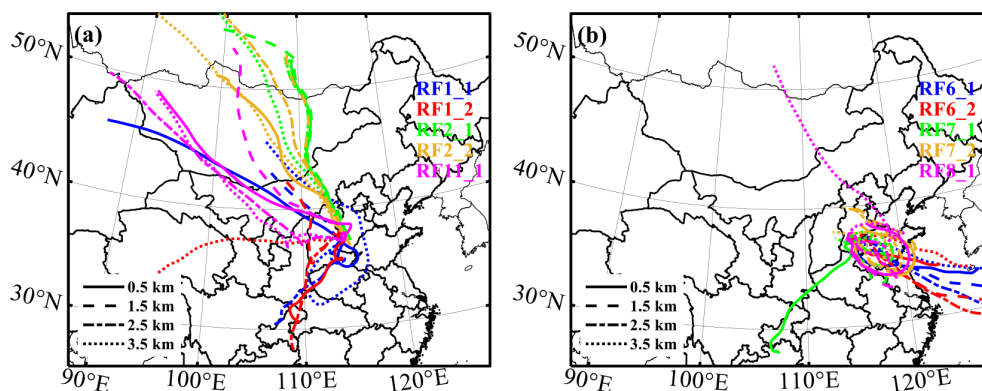 (a)
50°N
40°N
30°N
RF1_1
RF1_2
RF2_1
RF2_2
RF11_1
0.5 km
1.5 km
2.5 km
3.5 km
90°E
100°E
110°E
120°E
(b)
50°N
40°N
30°N
RF6_1
RF6_2
RF7_1
RF7_2
RF8_1
0.5 km
1.5 km
2.5 km
3.5 km
90°E
100°E
110°E
120°E